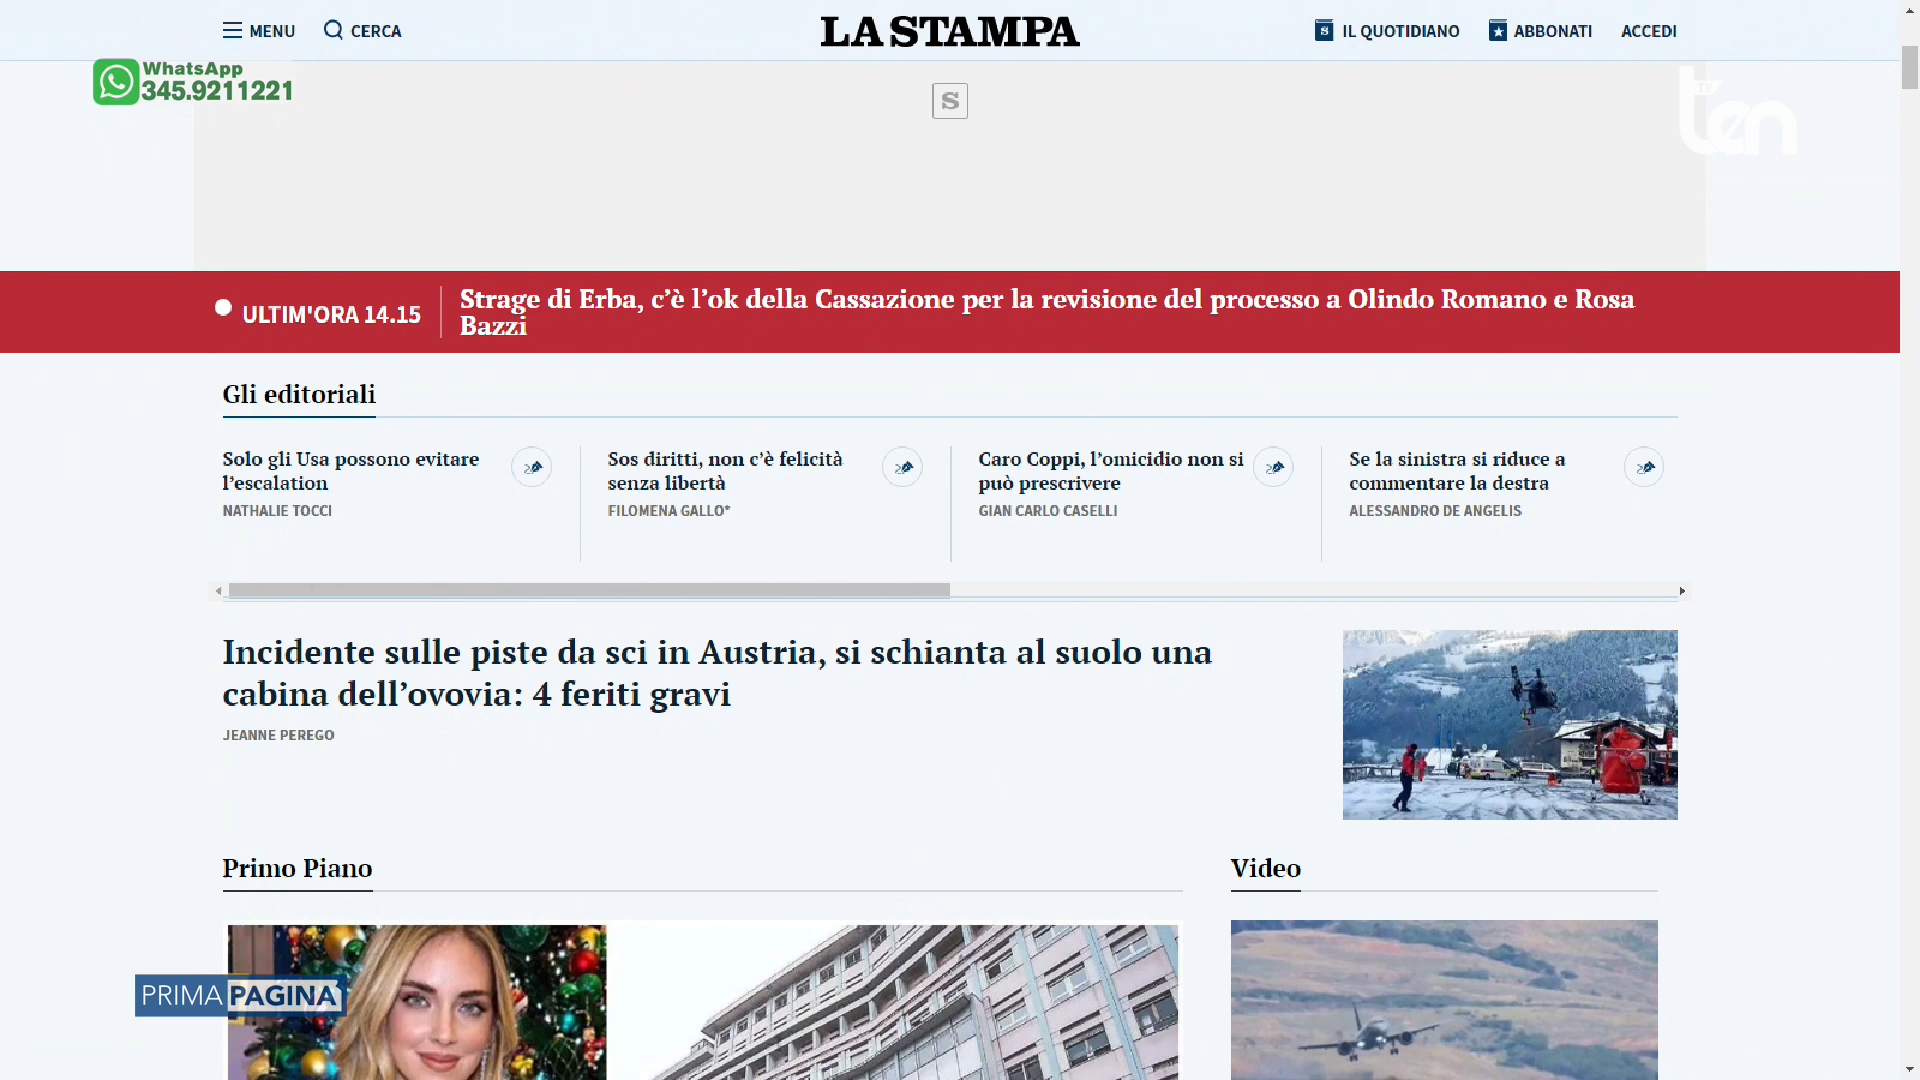 MENU
CERCA
LA STAMPA
IL QUOTIDIANO
ABBONATI
ACCEDI
WhatsApp
345.9211221
S
TV
ten
ULTIM'ORA 14.15
Strage di Erba, c’è l’ok della Cassazione per la revisione del processo a Olindo Romano e Rosa
Bazzi
Gli editoriali
Solo gli Usa possono evitare
l’escalation
NATHALIE TOCCI
Sos diritti, non c’è felicità
senza libertà
FILOMENA GALLO*
Caro Coppi, l’omicidio non si
può prescrivere
GIAN CARLO CASELLI
Se la sinistra si riduce a
commentare la destra
ALESSANDRO DE ANGELIS
Incidente sulle piste da sci in Austria, si schianta al suolo una
cabina dell’ovovia: 4 feriti gravi
JEANNE PEREGO
Primo Piano
Video
PRIMA PAGINA